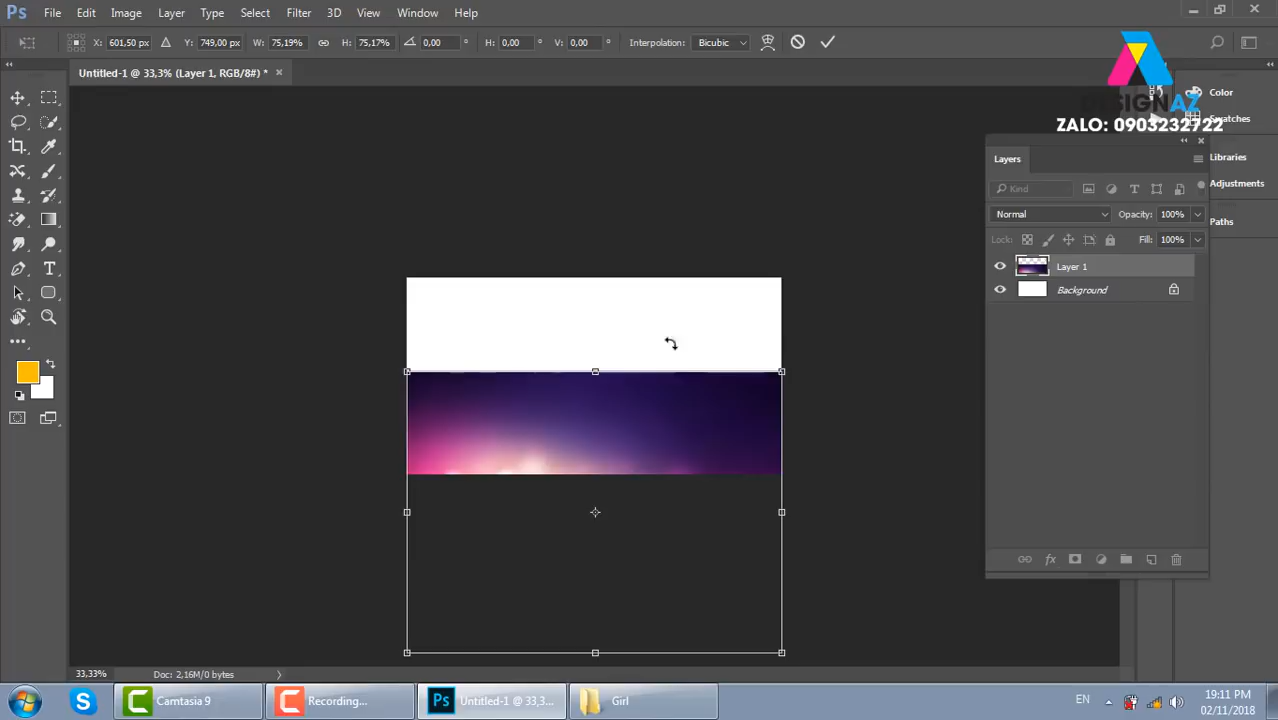 Ps File Edit Image Layer Type Select Filter 3D View Window Help
X: 601,50 px Y: 749,00 px W: 75,19% H: 75,17% 0,00 ° H: 0,00 ° V: 0,00 ° Interpolation: Bicubic
Untitled-1 @ 33,3% (Layer 1, RGB/8#) * ×
DESIGN AZ
ZALO: 0903232722
Color
Swatches
Libraries
Adjustments
Paths
Layers
Kind
Normal Opacity: 100%
Lock: Fill: 100%
Layer 1
Background
fx
33,33% Doc: 2,16M/0 bytes
Camtasia 9 Recording... Ps Untitled-1 @ 33,3... Girl EN 19:11 PM
02/11/2018